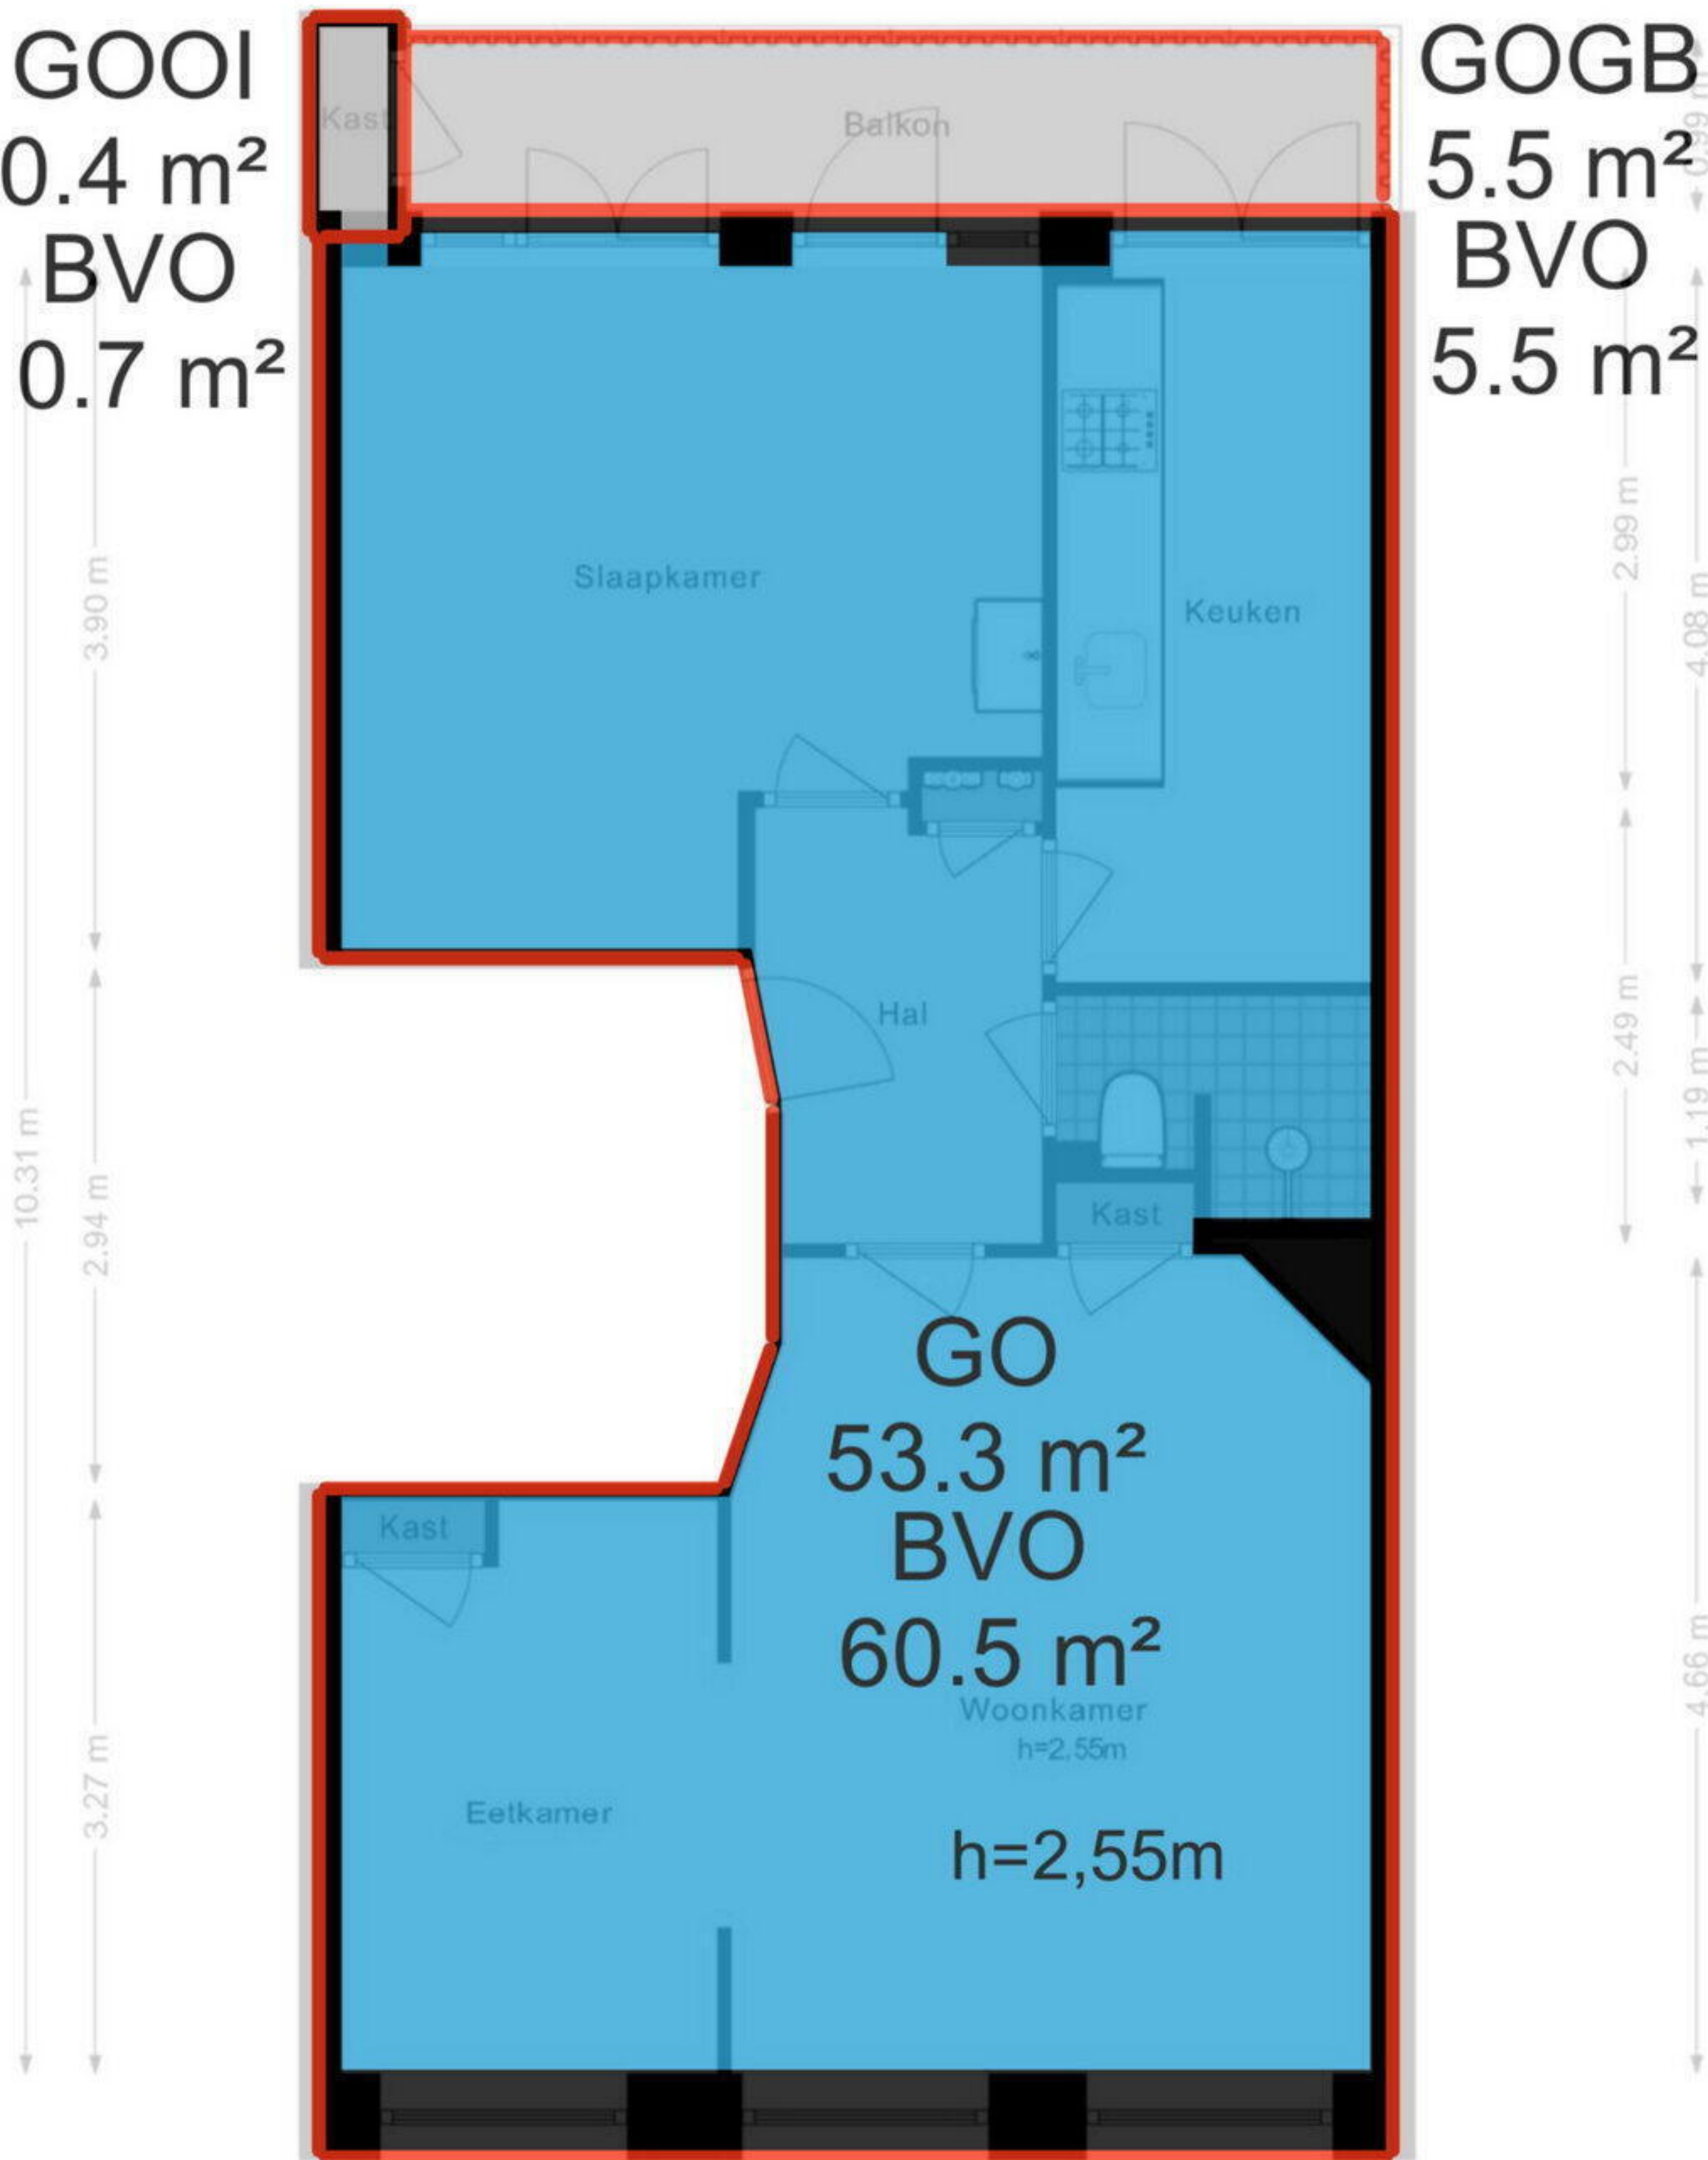 GOOI
0.4 m²
BVO
0.7 m²
GOGB
5.5 m²
BVO
5.5 m²
0.99 m
Kast
Balkon
3.90 m
Slaapkamer
Keuken
2.99 m
4.08 m
Hal
10.31 m
2.94 m
2.49 m
1.19 m
Kast
GO
53.3 m²
BVO
60.5 m²
Kast
Woonkamer
h=2,55m
Eetkamer
h=2,55m
3.27 m
4.66 m